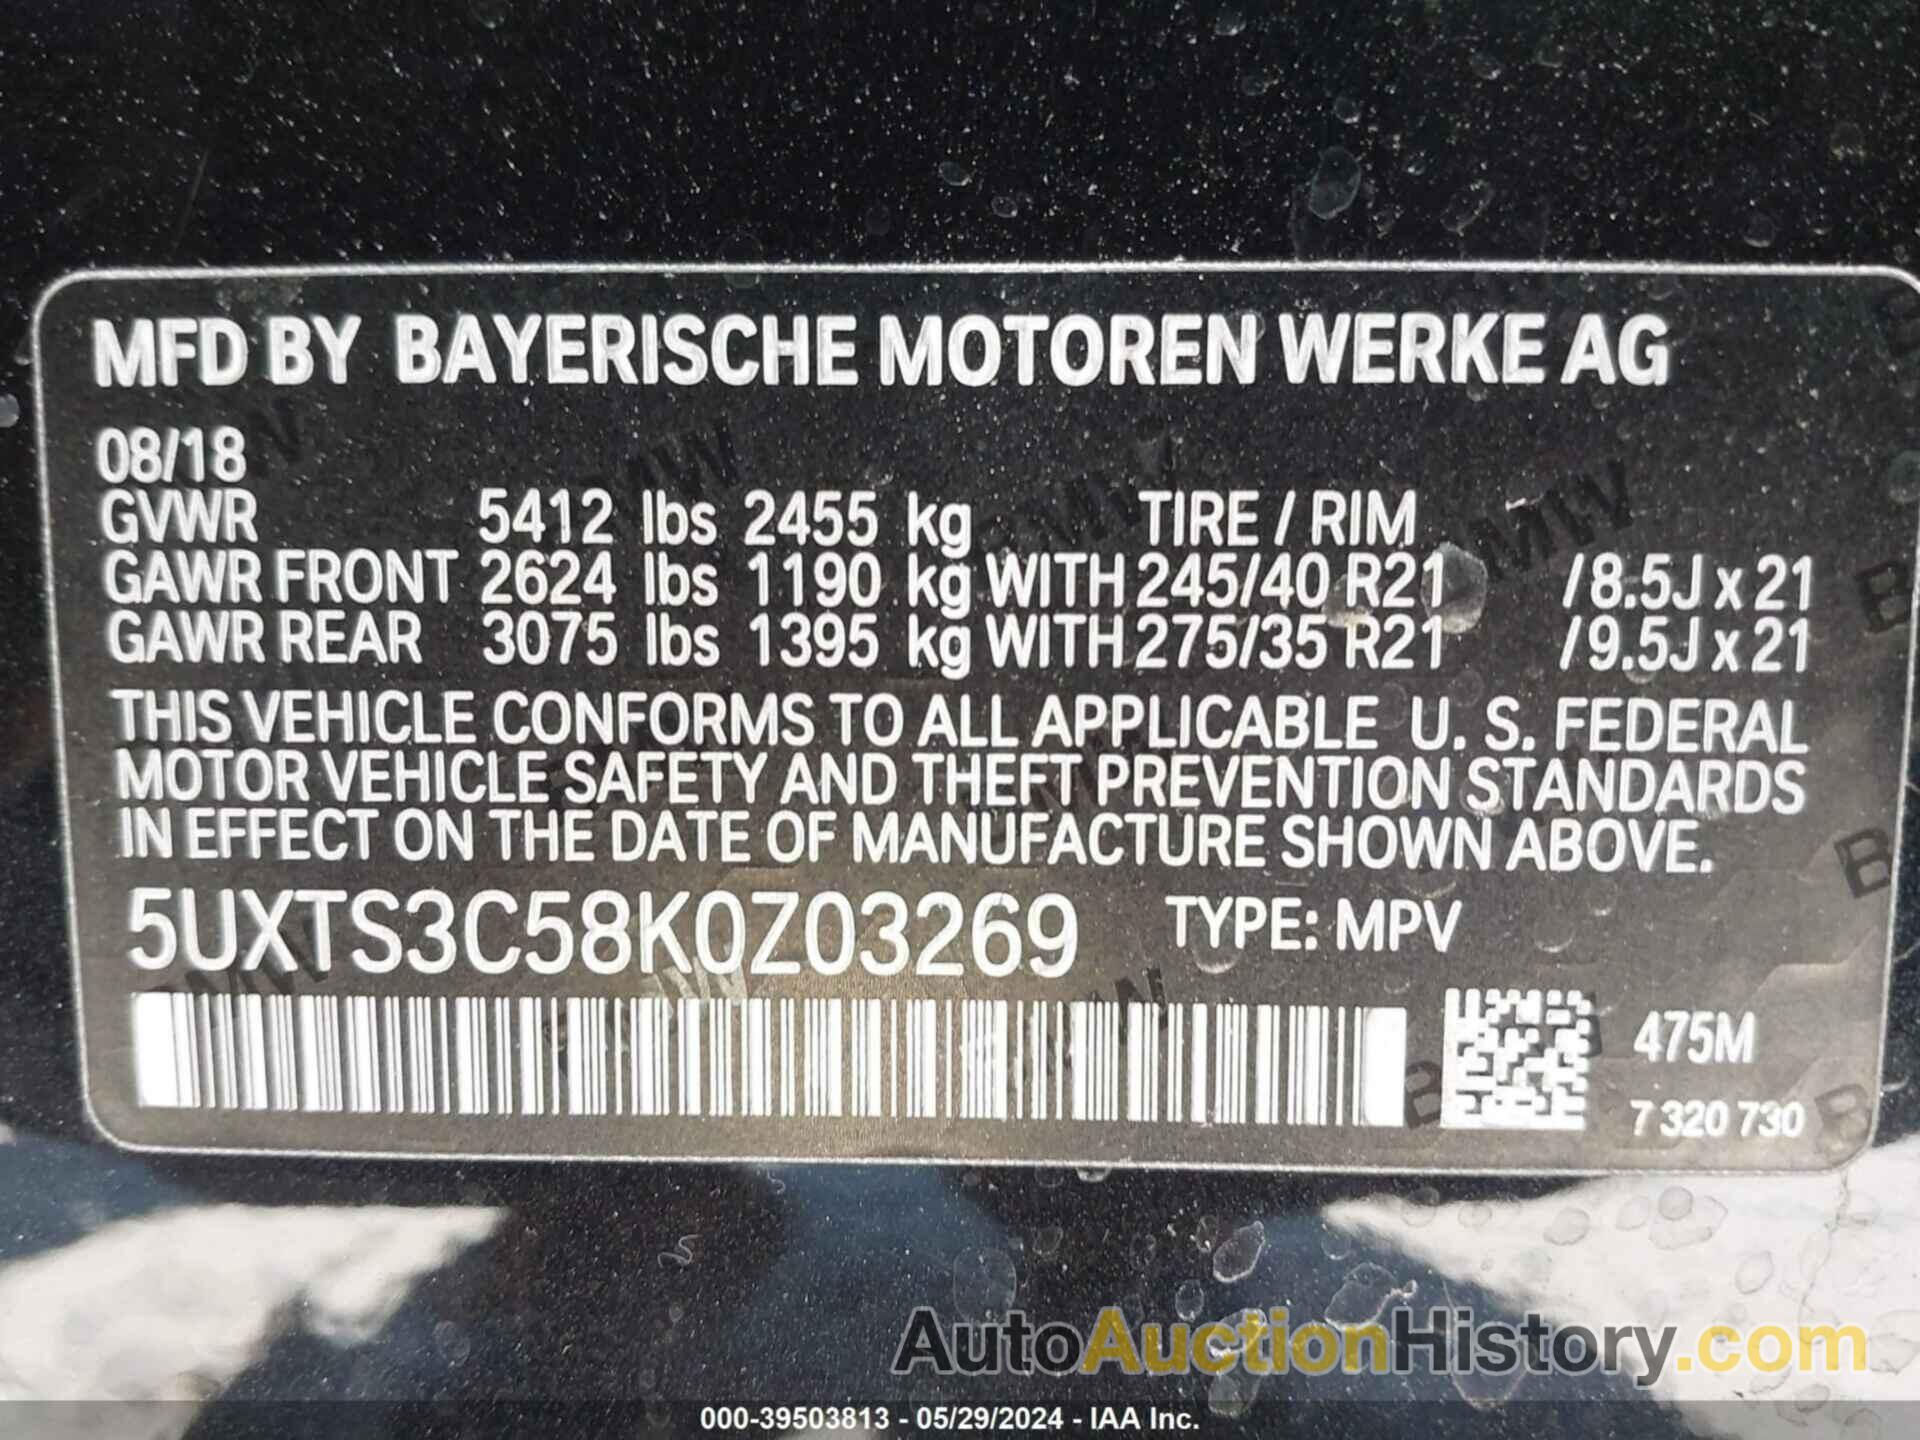 MFD BY BAYERISCHE MOTOREN WERKE AG
08/18
GVWR 5412 lbs 2455 kg TIRE / RIM
GAWR FRONT 2624 lbs 1190 kg WITH 245/40 R21 /8.5J x 21
GAWR REAR 3075 lbs 1395 kg WITH 275/35 R21 /9.5J x 21
THIS VEHICLE CONFORMS TO ALL APPLICABLE U. S. FEDERAL
MOTOR VEHICLE SAFETY AND THEFT PREVENTION STANDARDS
IN EFFECT ON THE DATE OF MANUFACTURE SHOWN ABOVE.
5UXTS3C58K0Z03269 TYPE: MPV
475M
7 320 730
AutoAuctionHistory.com
000-39503813 - 05/29/2024 - IAA Inc.